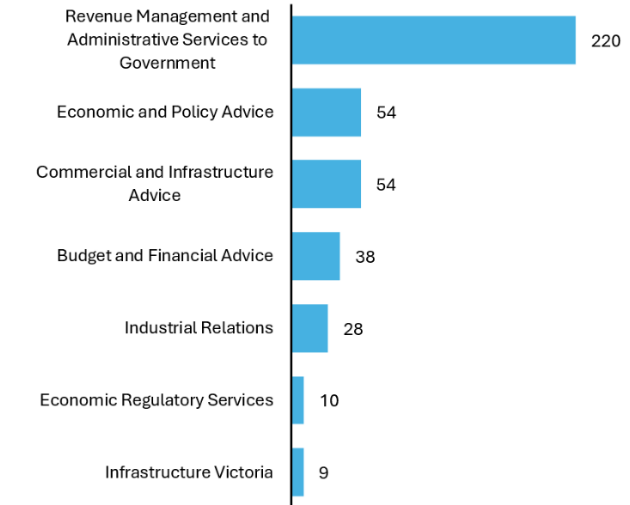 Revenue Management and
Administrative Services to
Government
220
Economic and Policy Advice
54
Commercial and Infrastructure
Advice
54
Budget and Financial Advice
38
Industrial Relations
28
Economic Regulatory Services
10
Infrastructure Victoria
9